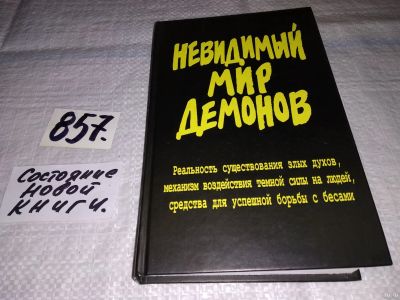 НЕВИДИМЫЙ
МИР
ДЕМОНОВ
Реальность существования злых духов,
механизм воздействия темной силы на людей,
средства для успешной борьбы с бесами
857.
Состояние
новой
книги.